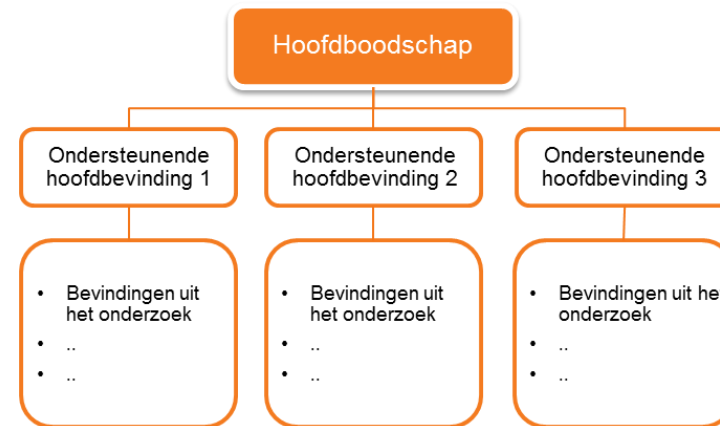 Hoofdboodschap
Ondersteunende
hoofdbevinding 1
Ondersteunende
hoofdbevinding 2
Ondersteunende
hoofdbevinding 3
• Bevindingen uit
het onderzoek
• ..
• ..
• Bevindingen uit
het onderzoek
• ..
• ..
• Bevindingen uit het
onderzoek
• ..
• ..